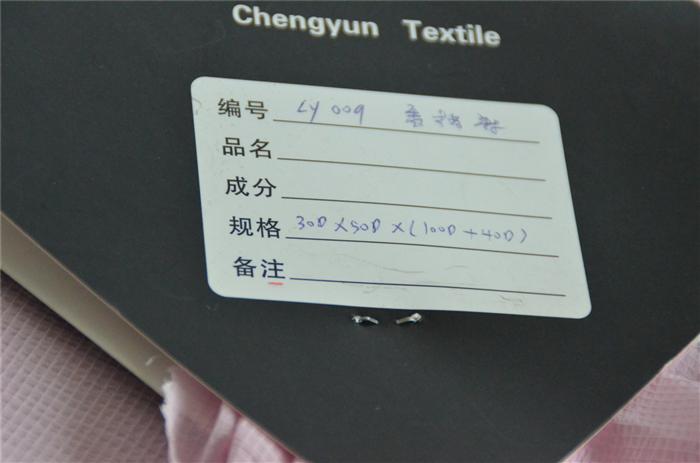 Chengyun Textile
编号 LY 009
品名
成分
规格 30D×50D×(100D+40D)
备注